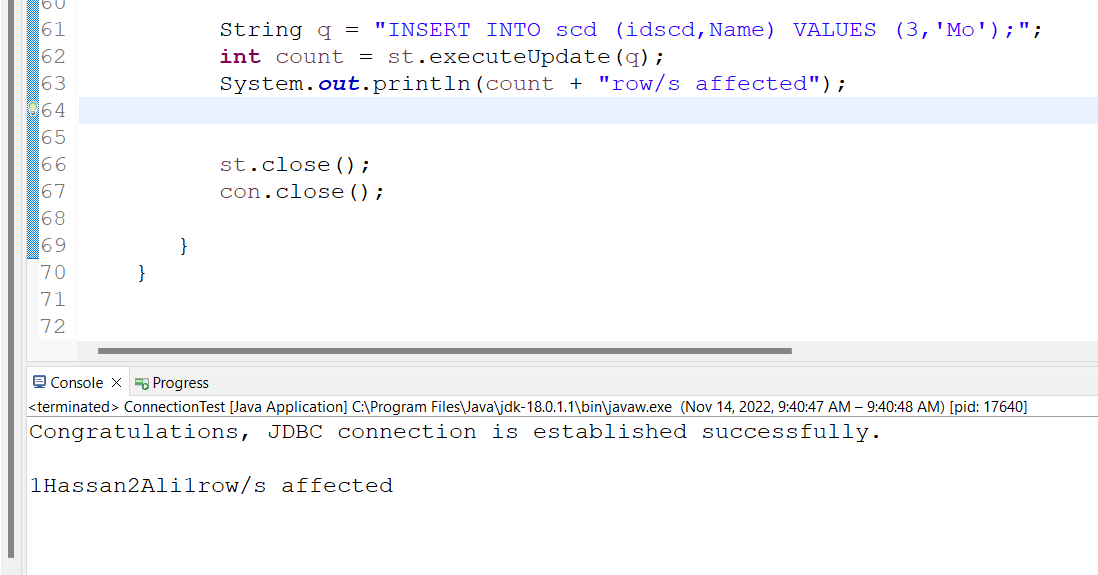 60
61 String q = "INSERT INTO scd (idscd,Name) VALUES (3,'Mo');";
62 int count = st.executeUpdate(q);
63 System.out.println(count + "row/s affected");
64
65
66 st.close();
67 con.close();
68
69 }
70 }
71
72
Console Progress
<terminated> ConnectionTest [Java Application] C:\Program Files\Java\jdk-18.0.1.1\bin\javaw.exe (Nov 14, 2022, 9:40:47 AM – 9:40:48 AM) [pid: 17640]
Congratulations, JDBC connection is established successfully.
1Hassan2Ali1row/s affected